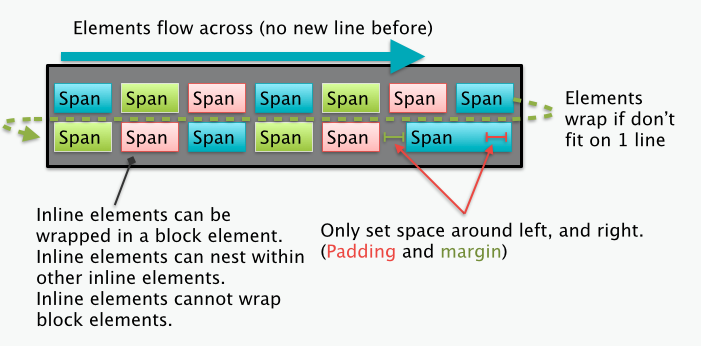 Elements flow across (no new line before)
Span Span Span Span Span Span Span
Span Span Span Span Span Span
Elements
wrap if don't
fit on 1 line
Inline elements can be
wrapped in a block element.
Inline elements can nest within
other inline elements.
Inline elements cannot wrap
block elements.
Only set space around left, and right.
(Padding and margin)